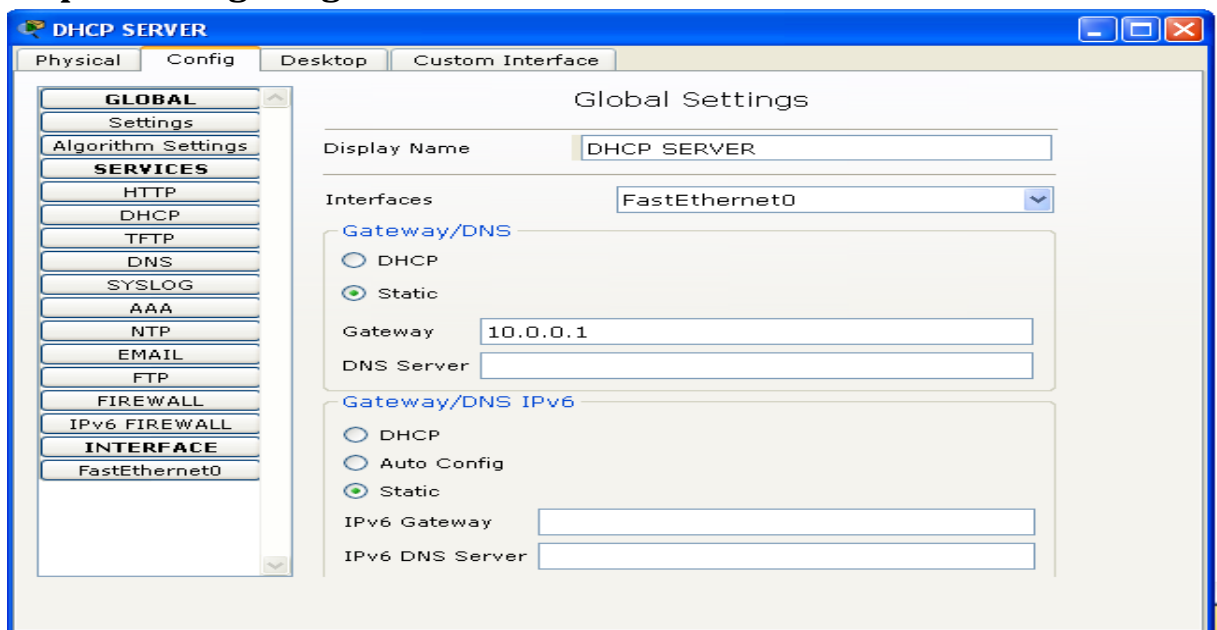 DHCP SERVER
Physical Config Desktop Custom Interface
GLOBAL
Settings
Algorithm Settings
SERVICES
HTTP
DHCP
TFTP
DNS
SYSLOG
AAA
NTP
EMAIL
FTP
FIREWALL
IPv6 FIREWALL
INTERFACE
FastEthernet0
Global Settings
Display Name DHCP SERVER
Interfaces FastEthernet0
Gateway/DNS
DHCP
Static
Gateway 10.0.0.1
DNS Server
Gateway/DNS IPv6
DHCP
Auto Config
Static
IPv6 Gateway
IPv6 DNS Server